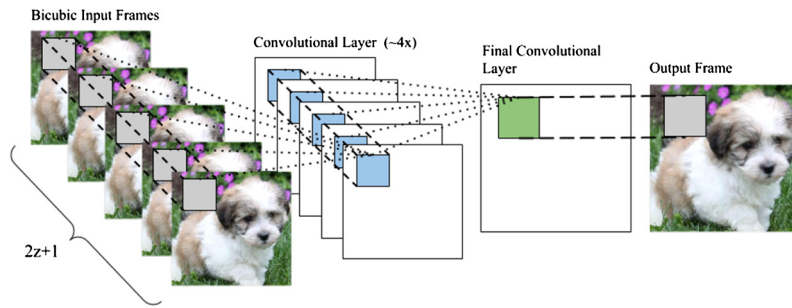 Bicubic Input Frames
Convolutional Layer (~4x)
Final Convolutional
Layer
Output Frame
2z+1